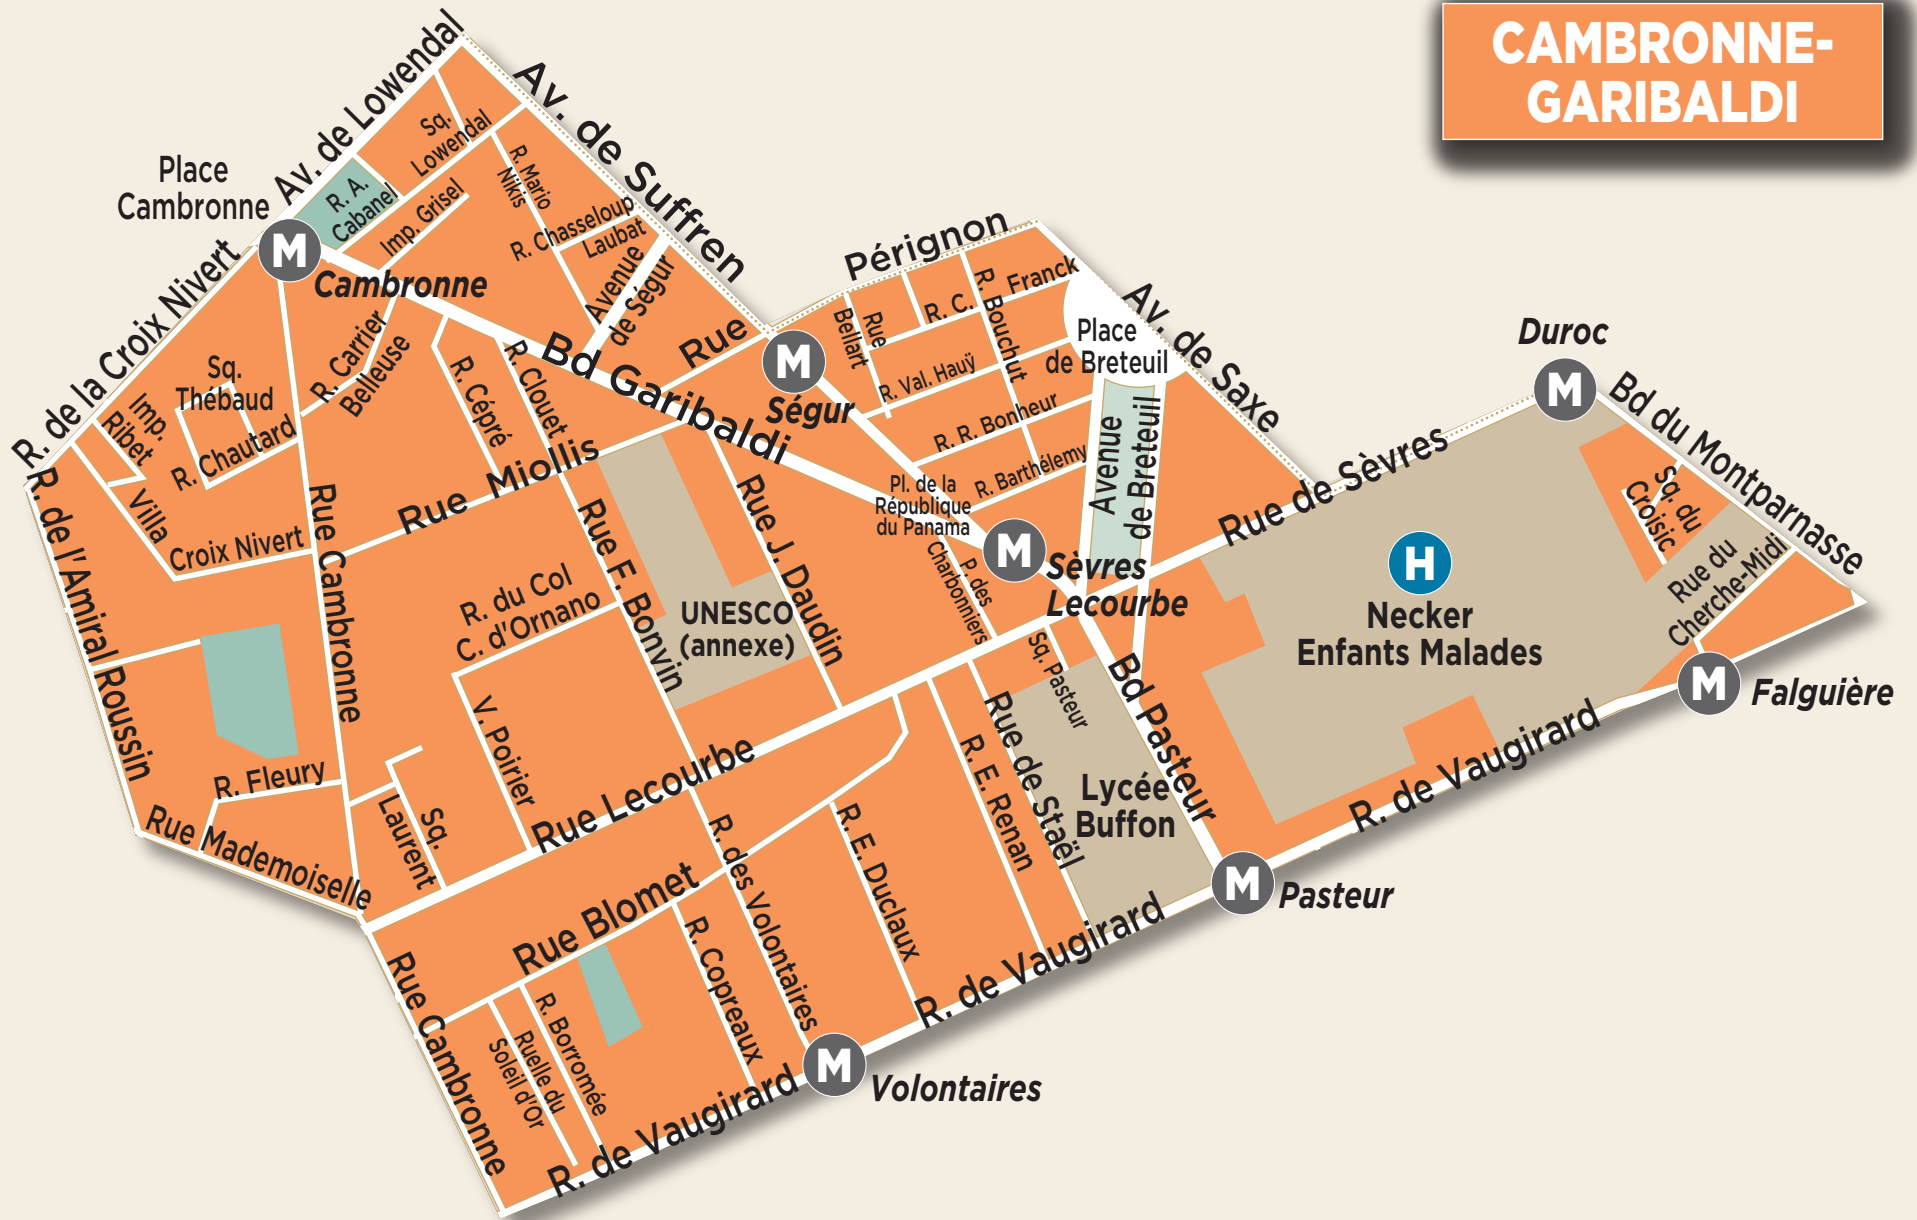 CAMBRONNE-
GARIBALDI
Av. de Lowendal
Av. de Suffren
Place
Cambronne
Sq.
Lowendal
R. A.
Cabanel
Imp. Grisel
R. Mario
Nikis
R. Chasseloup
Laubat
Avenue
de Ségur
M
Cambronne
R. de la Croix Nivert
Bd Garibaldi
Rue
Pérignon
M
Ségur
Rue
Bellart
R. C.
Franck
R. Bouchut
R. Val. Haüy
R. R. Bonheur
R. Barthélemy
Place
de Breteuil
Av. de Saxe
Avenue
de Breteuil
Duroc
M
Bd du Montparnasse
Rue de Sèvres
Sq. du
Croisic
Rue du
Cherche-Midi
H
Necker
Enfants Malades
M
Falguière
Sq.
Thébaud
Imp.
Ribet
R. Chautard
R. Carrier
Belleuse
R. Cépré
R. Clouet
Villa
Croix Nivert
Rue Miollis
Rue Cambronne
R. de l'Amiral Roussin
R. du Col
C. d'Ornano
Rue F. Bonvin
UNESCO
(annexe)
Rue J. Daudin
Pl. de la
République
du Panama
P. des
Charbonniers
M
Sèvres
Lecourbe
Sq. Pasteur
Bd Pasteur
Lycée
Buffon
Rue de Staël
R. E. Renan
V. Poirier
R. Fleury
Sq.
Laurent
Rue Mademoiselle
Rue Lecourbe
R. de Vaugirard
M
Pasteur
R. E. Duclaux
R. des Volontaires
Rue Blomet
R. Copreaux
R. de Vaugirard
Rue Cambronne
R. Borromée
Ruelle du
Soleil d'Or
M
Volontaires
R. de Vaugirard